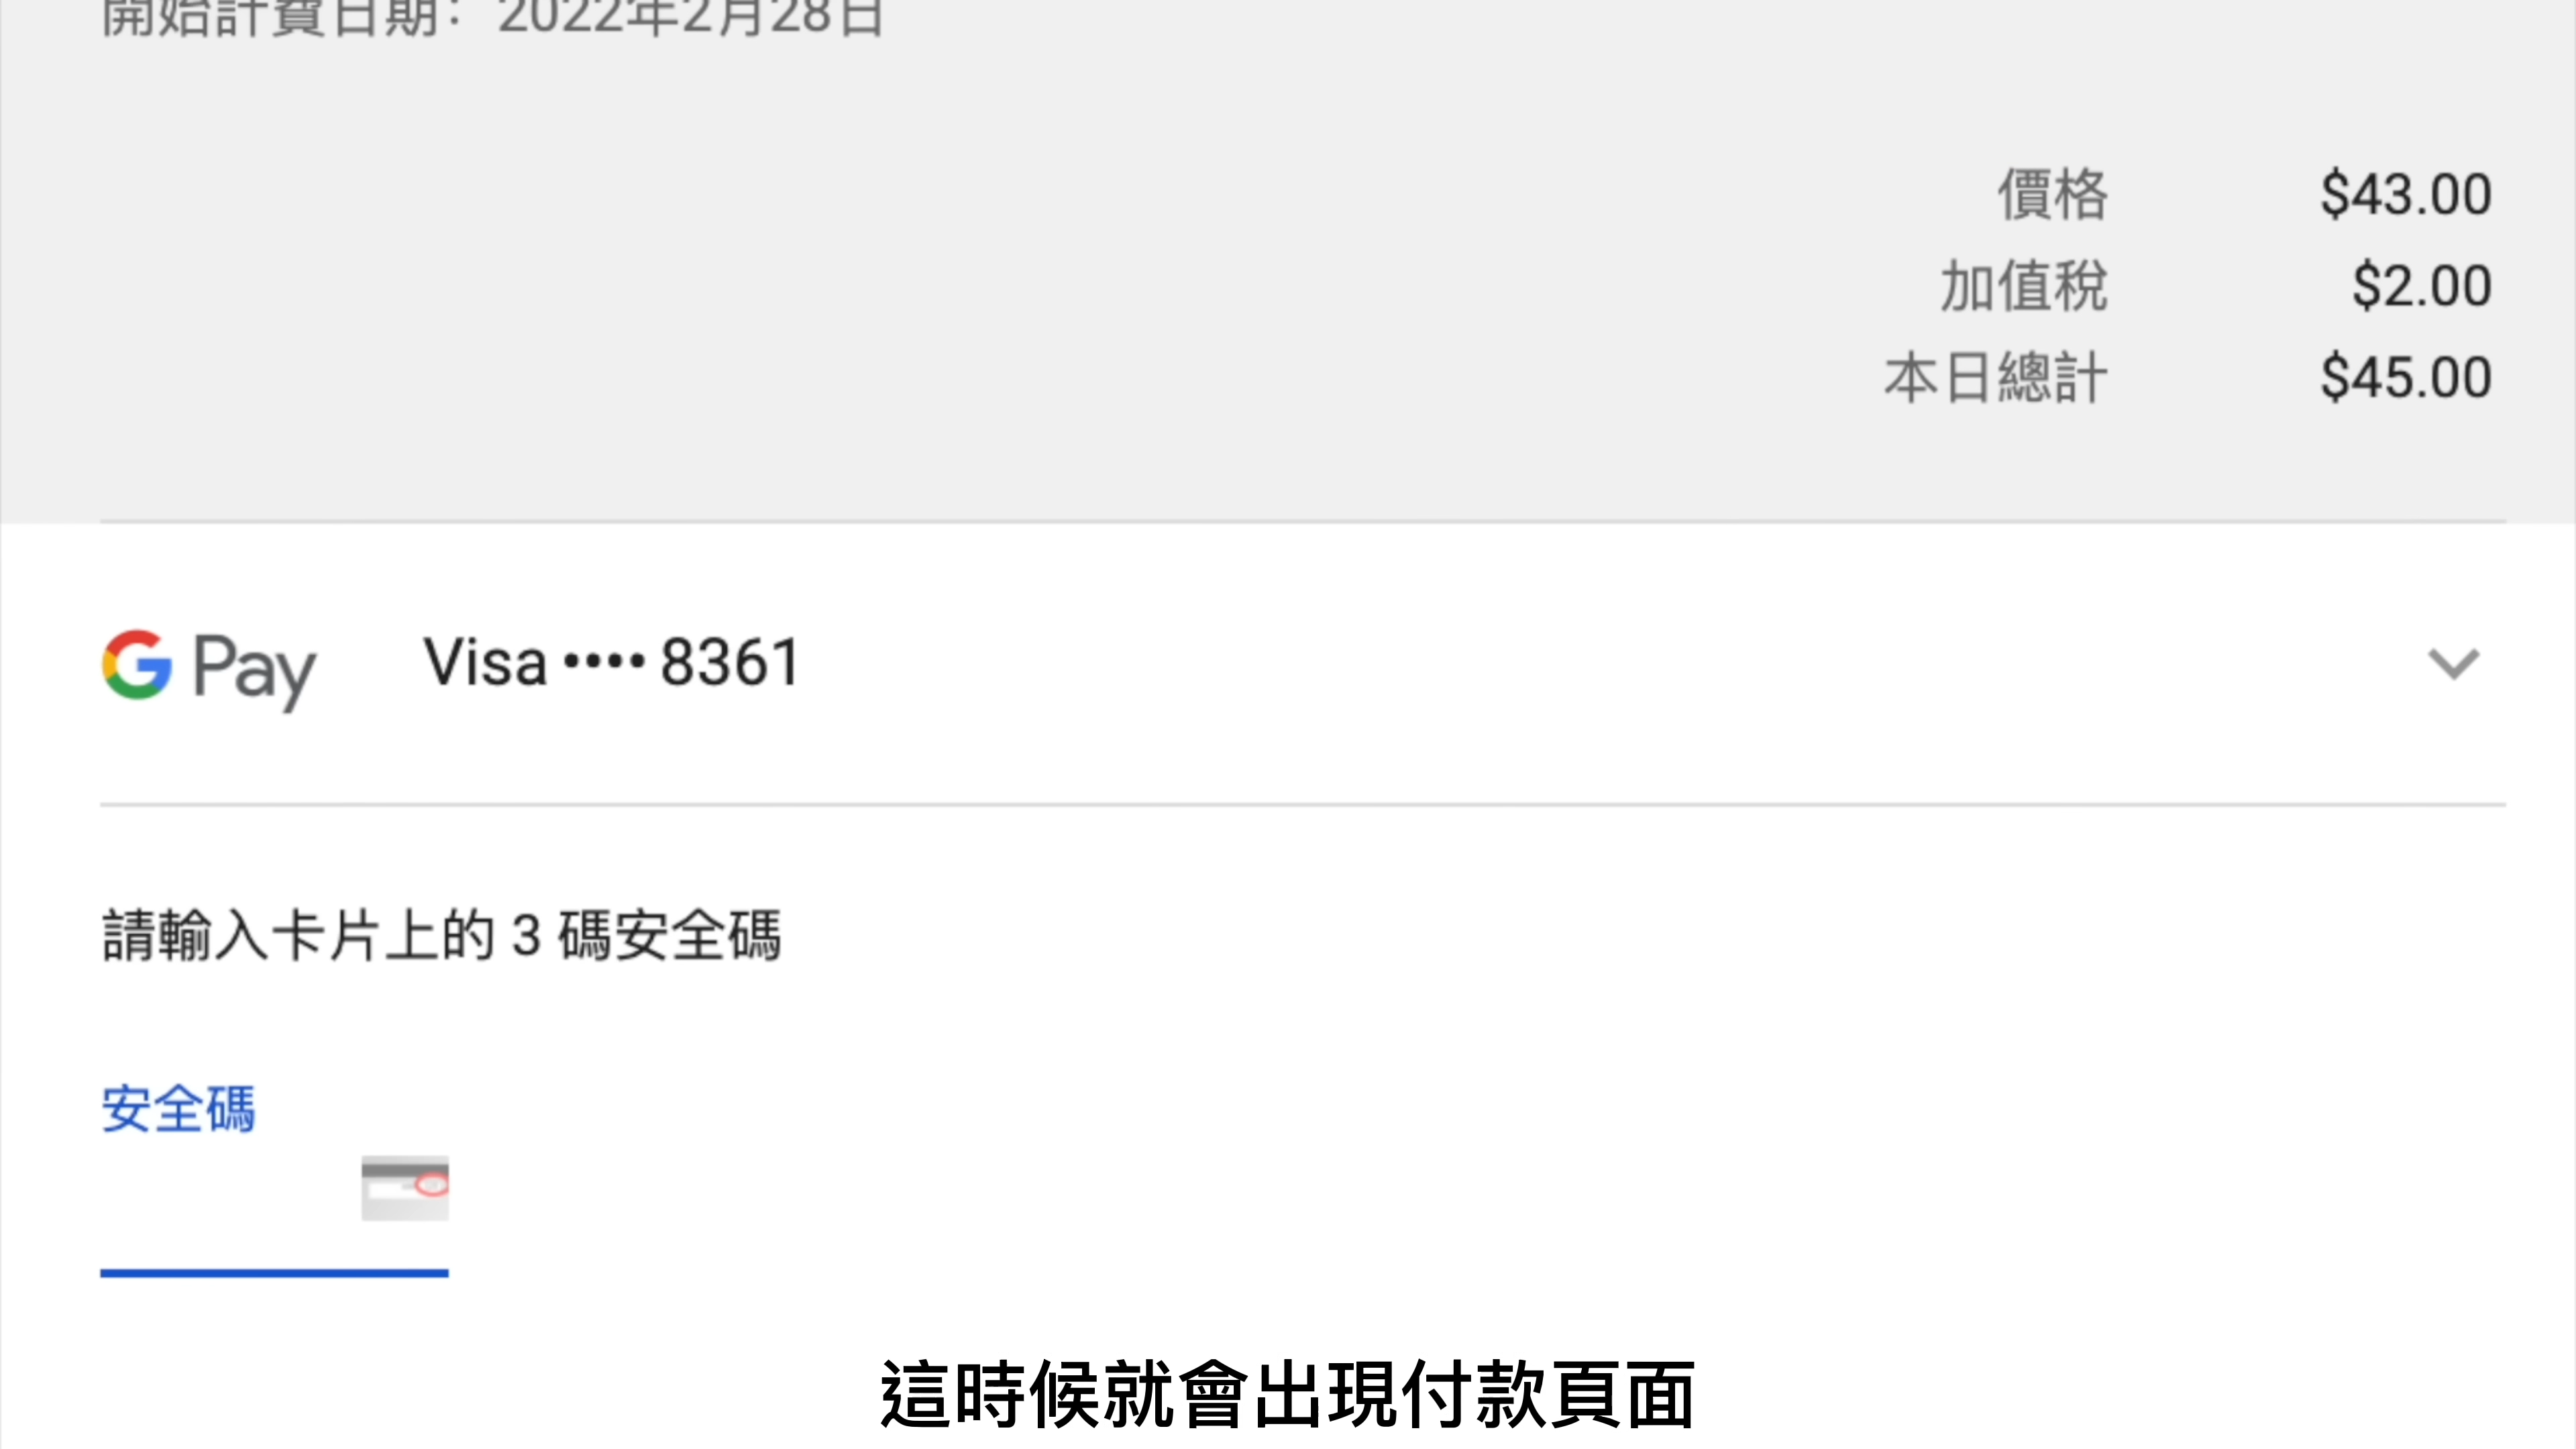 開始計費日期：2022年2月28日
價格 $43.00
加值稅 $2.00
本日總計 $45.00
G Pay Visa •••• 8361
請輸入卡片上的 3 碼安全碼
安全碼
這時候就會出現付款頁面